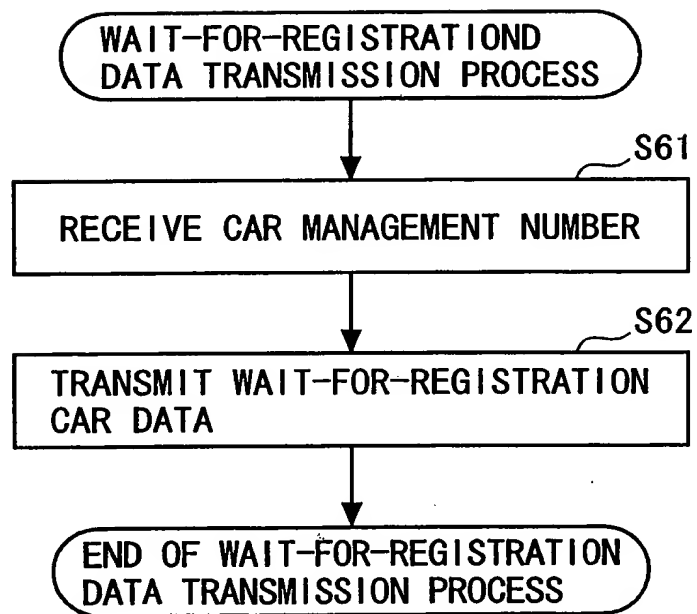 WAIT-FOR-REGISTRATIOND
DATA TRANSMISSION PROCESS
S61
RECEIVE CAR MANAGEMENT NUMBER
S62
TRANSMIT WAIT-FOR-REGISTRATION
CAR DATA
END OF WAIT-FOR-REGISTRATION
DATA TRANSMISSION PROCESS